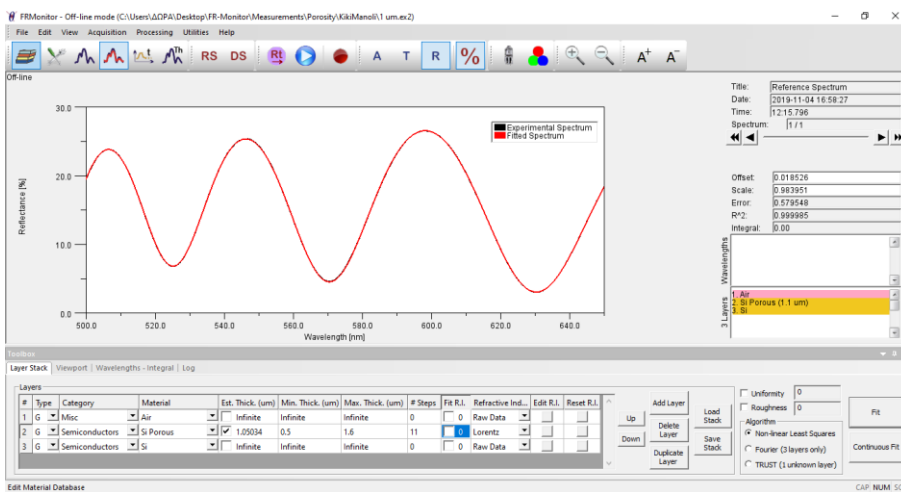 FRMonitor - Off-line mode (C:\Users\ΔΩΡΑ\Desktop\FR-Monitor\Measurements\Porosity\KikiManoli\1 um.ex2)
File Edit View Acquisition Processing Utilities Help
t Th RS DS Rt A T R % A+ A-
Off-line
Title: Reference Spectrum
Date: 2019-11-04 16:58:27
Time: 12:15.796
Spectrum: 1 / 1
Offset: 0.018526
Scale: 0.983951
Error: 0.579548
R^2: 0.999985
Integral: 0.00
Wavelengths
3 Layers
1. Air
2. Si Porous (1.1 um)
3. Si
30.0
20.0
10.0
0.0
Reflectance [%]
Experimental Spectrum
Fitted Spectrum
500.0 520.0 540.0 560.0 580.0 600.0 620.0 640.0
Wavelength [nm]
Toolbox
Layer Stack Viewport Wavelengths - Integral Log
Layers
# Type Category Material Est. Thick. (um) Min. Thick. (um) Max. Thick. (um) # Steps Fit R.I. Refractive Ind... Edit R.I. Reset R.I.
1 G Misc Air Infinite Infinite Infinite 0 0 Raw Data
2 G Semiconductors Si Porous 1.05034 0.5 1.6 11 0 Lorentz
3 G Semiconductors Si Infinite Infinite Infinite 0 0 Raw Data
Up
Down
Add Layer
Delete
Layer
Duplicate
Layer
Load
Stack
Save
Stack
Uniformity 0
Roughness 0
Algorithm
Non-linear Least Squares
Fourier (3 layers only)
TRUST (1 unknown layer)
Fit
Continuous Fit
Edit Material Database
CAP NUM